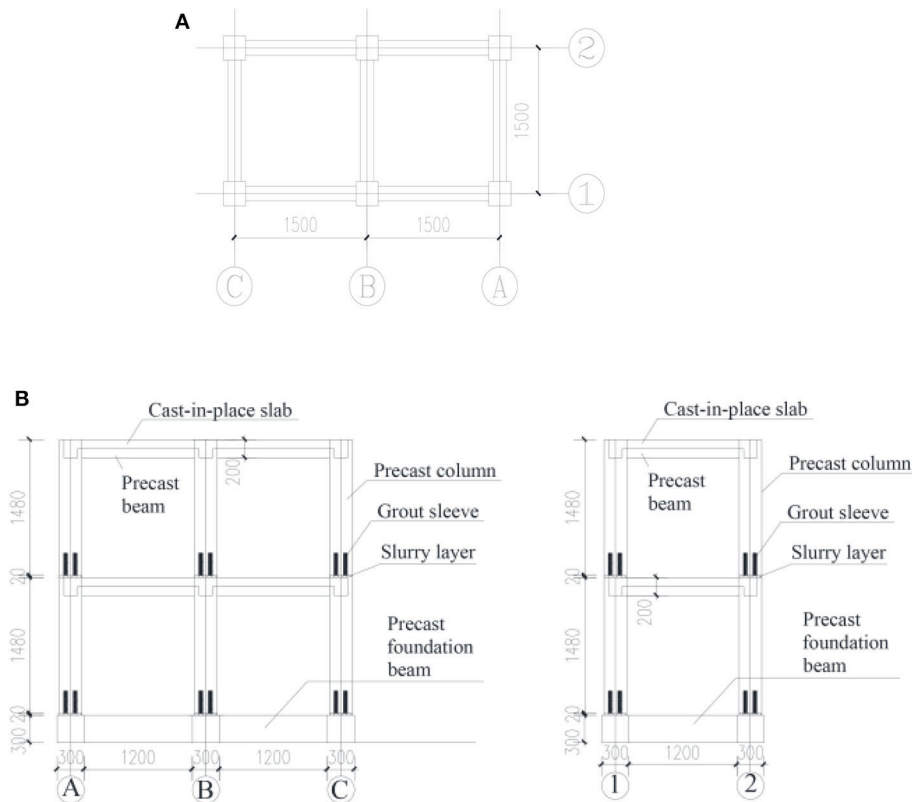 A
2
1500
1
1500 1500
C B A
B
Cast-in-place slab
Precast
beam
200
Precast column
Grout sleeve
Slurry layer
Precast
foundation
beam
1480
20
1480
20
300
300 1200 300 1200 300
A B C
Cast-in-place slab
Precast
beam
Precast column
Grout sleeve
Slurry layer
200
Precast
foundation
beam
1480
20
1480
20
300
300 1200 300
1 2